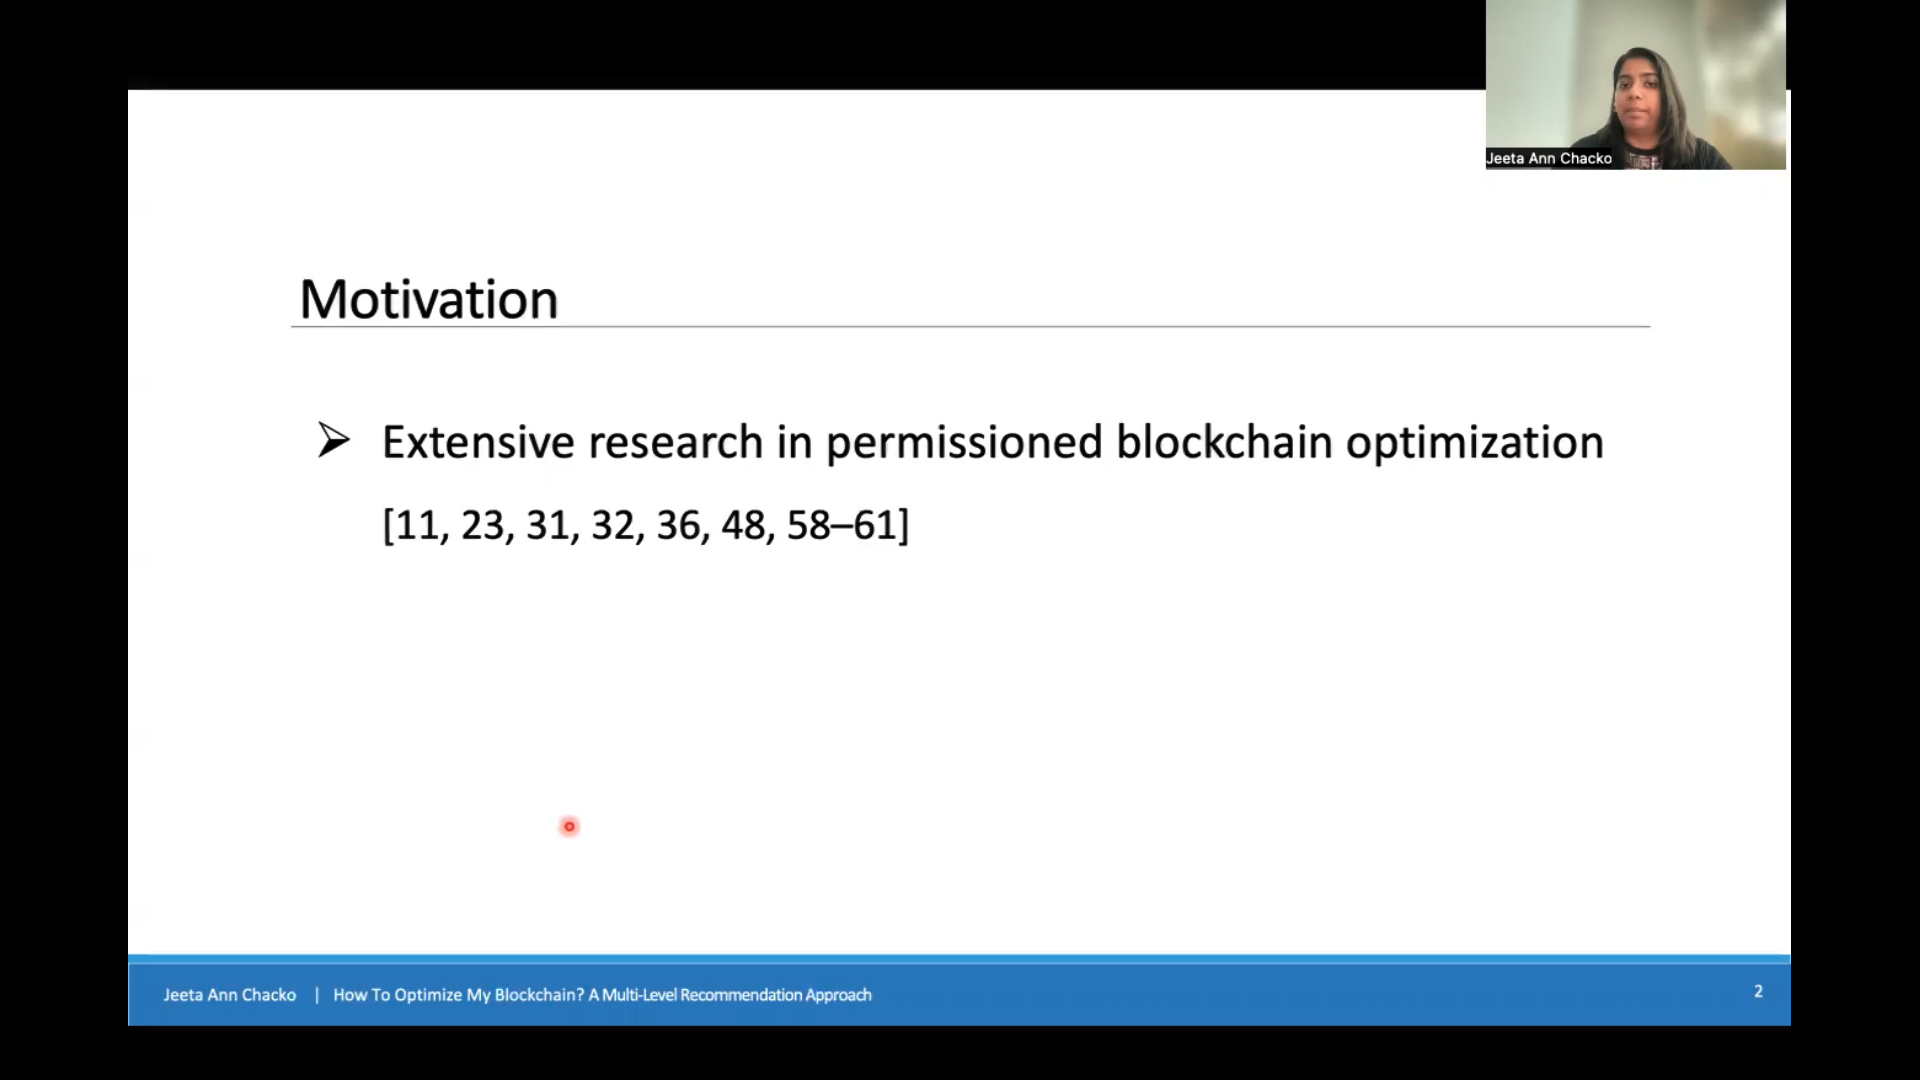 Jeeta Ann Chacko
Motivation
Extensive research in permissioned blockchain optimization
[11, 23, 31, 32, 36, 48, 58–61]
Jeeta Ann Chacko | How To Optimize My Blockchain? A Multi-Level Recommendation Approach
2